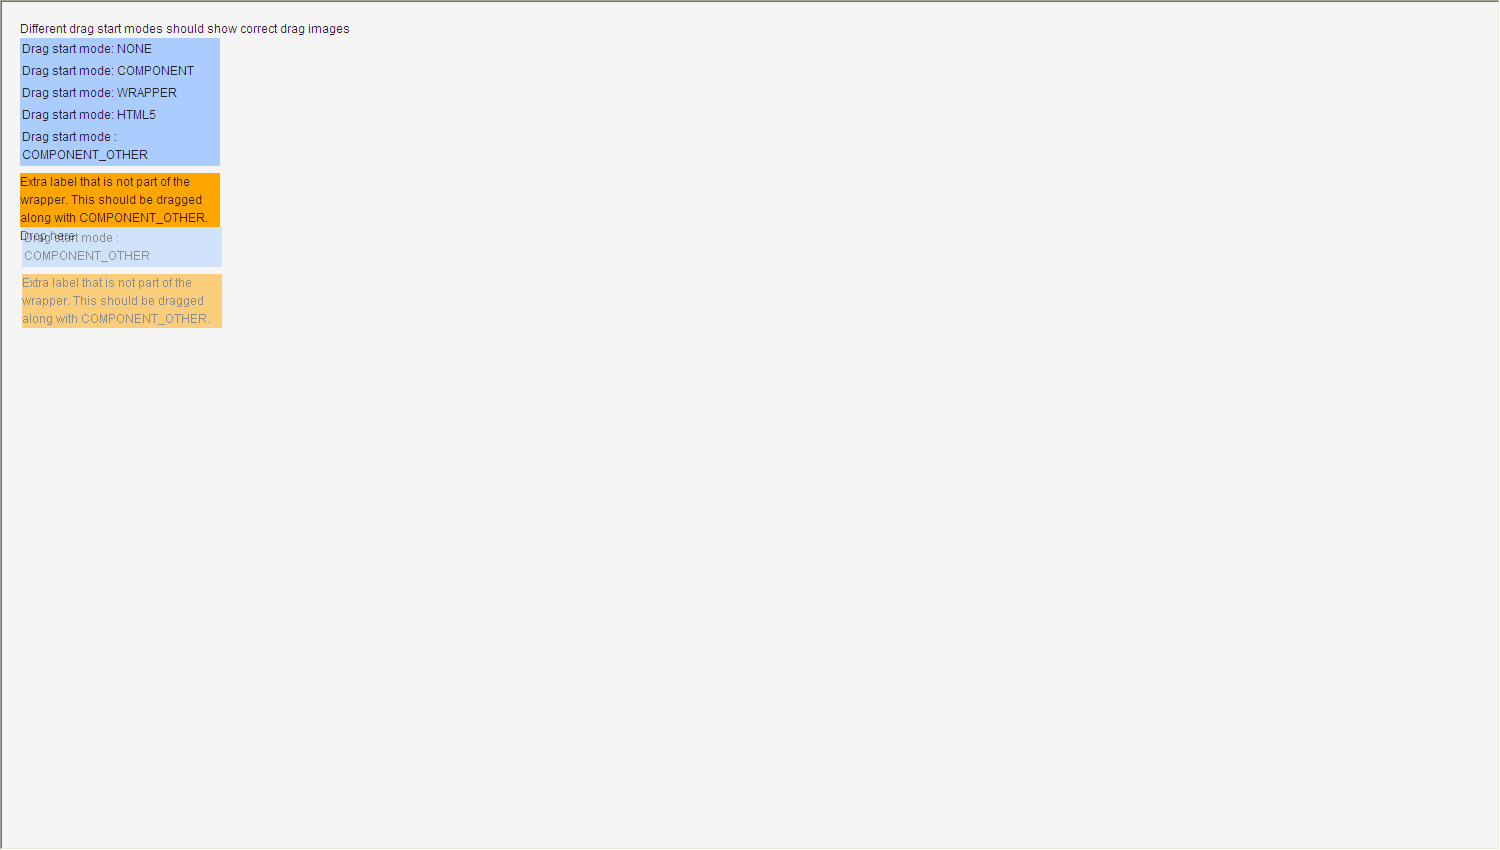 Different drag start modes should show correct drag images
Drag start mode: NONE
Drag start mode: COMPONENT
Drag start mode: WRAPPER
Drag start mode: HTML5
Drag start mode :
COMPONENT_OTHER
Extra label that is not part of the
wrapper. This should be dragged
along with COMPONENT_OTHER.
Drop here
Drag start mode :
COMPONENT_OTHER
Extra label that is not part of the
wrapper. This should be dragged
along with COMPONENT_OTHER.